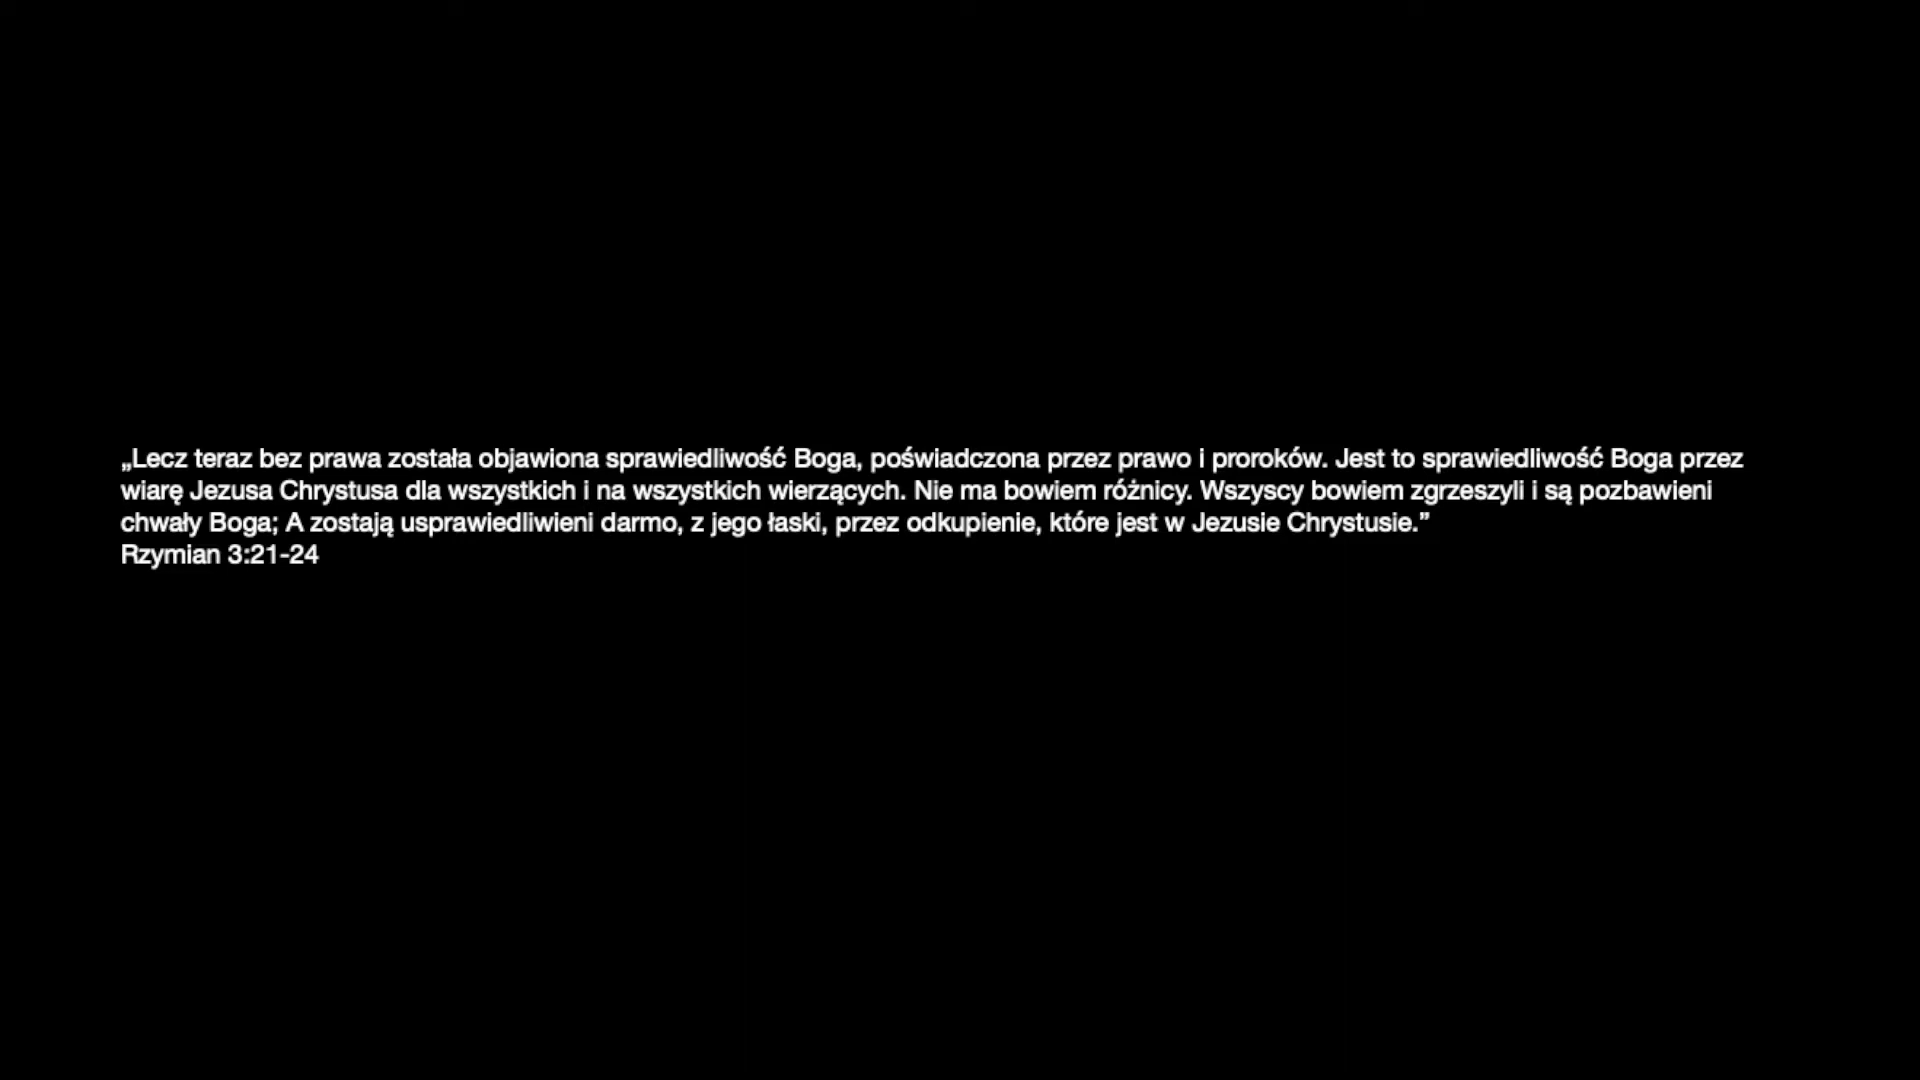 „Lecz teraz bez prawa została objawiona sprawiedliwość Boga, poświadczona przez prawo i proroków. Jest to sprawiedliwość Boga przez
wiarę Jezusa Chrystusa dla wszystkich i na wszystkich wierzących. Nie ma bowiem różnicy. Wszyscy bowiem zgrzeszyli i są pozbawieni
chwały Boga; A zostają usprawiedliwieni darmo, z jego łaski, przez odkupienie, które jest w Jezusie Chrystusie.”
Rzymian 3:21-24